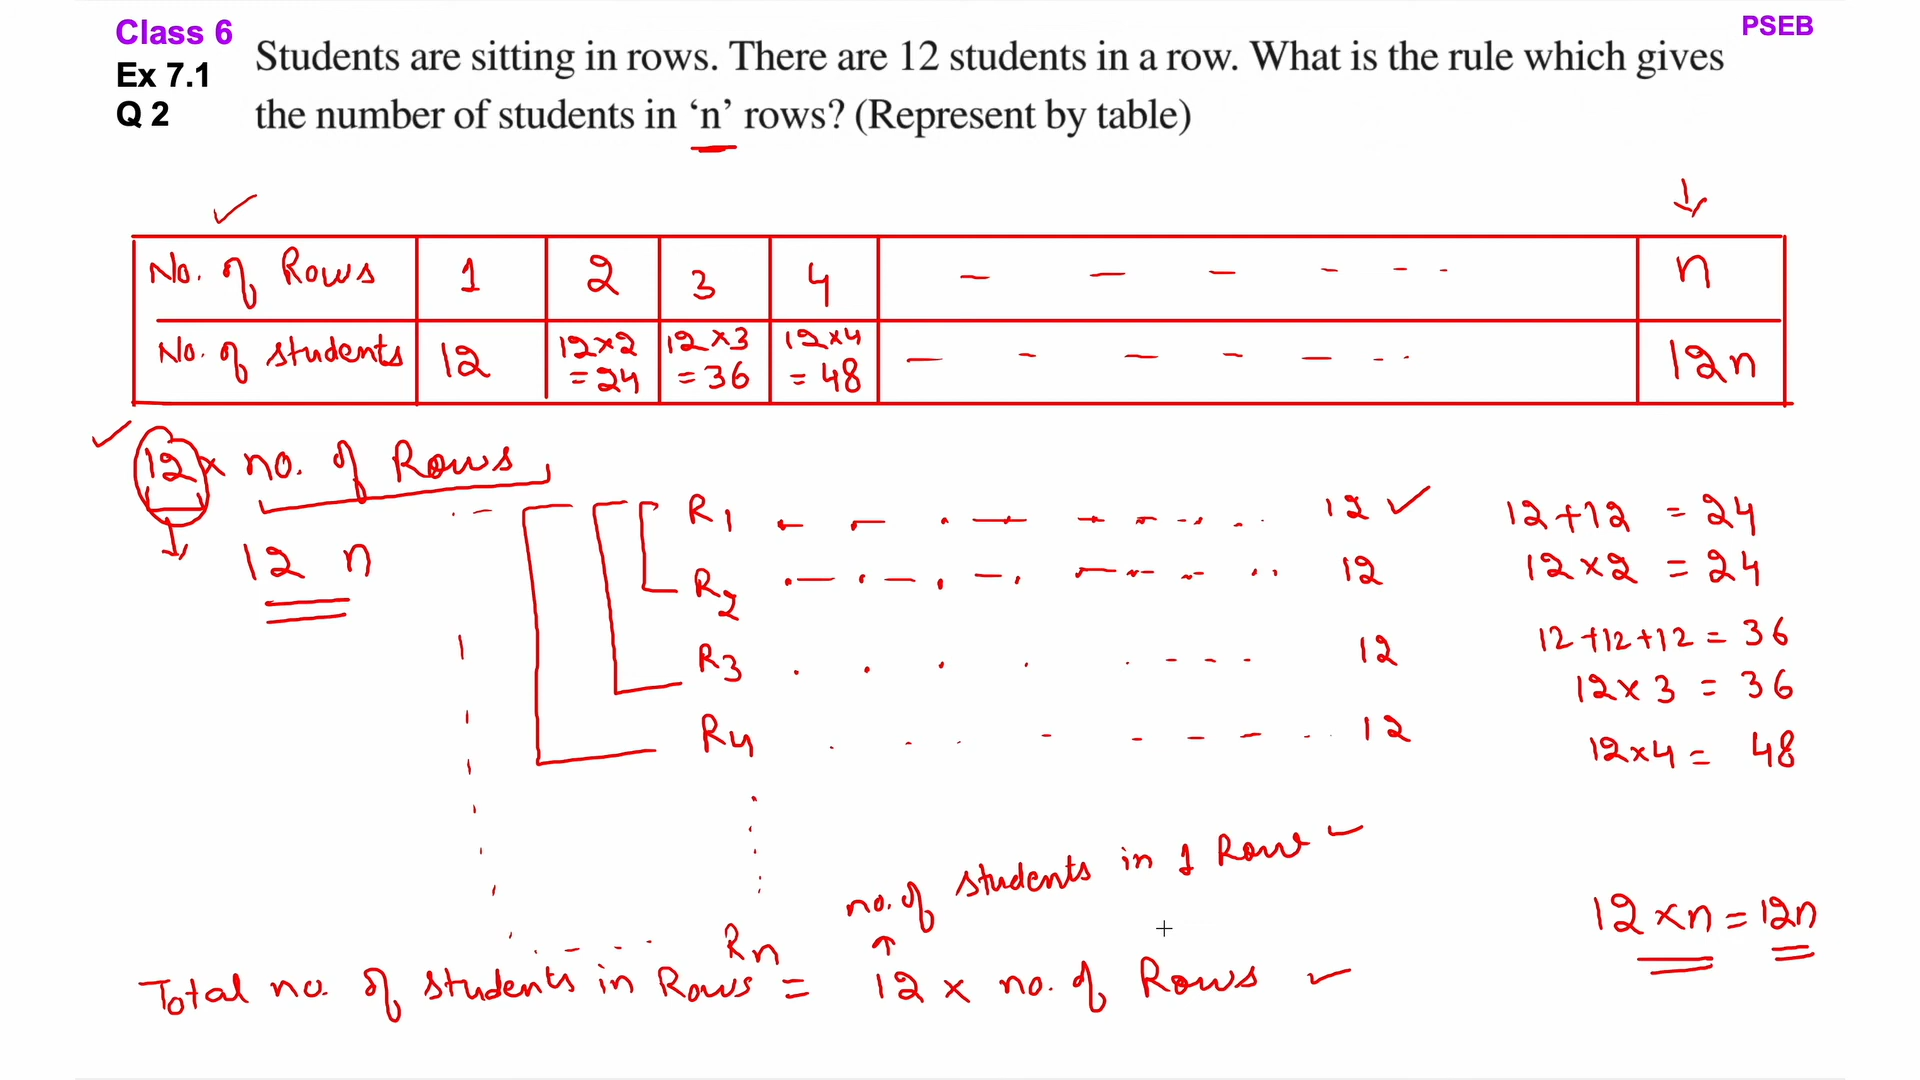 Class 6
PSEB
Ex 7.1
Q 2
Students are sitting in rows. There are 12 students in a row. What is the rule which gives
the number of students in ‘n’ rows? (Represent by table)
No. of Rows 1 2 3 4 - - - - - - n
No. of students 12 12×2 = 24 12×3 = 36 12×4 = 48 - - - - - - - 12n
12 × no. of Rows
12 n
R1 12
R2 12
R3 12
R4 12
Rn
12+12 = 24
12×2 = 24
12+12+12 = 36
12×3 = 36
12×4 = 48
12×n = 12n
no. of students in 1 Row
Total no. of students in Rows = 12 × no. of Rows